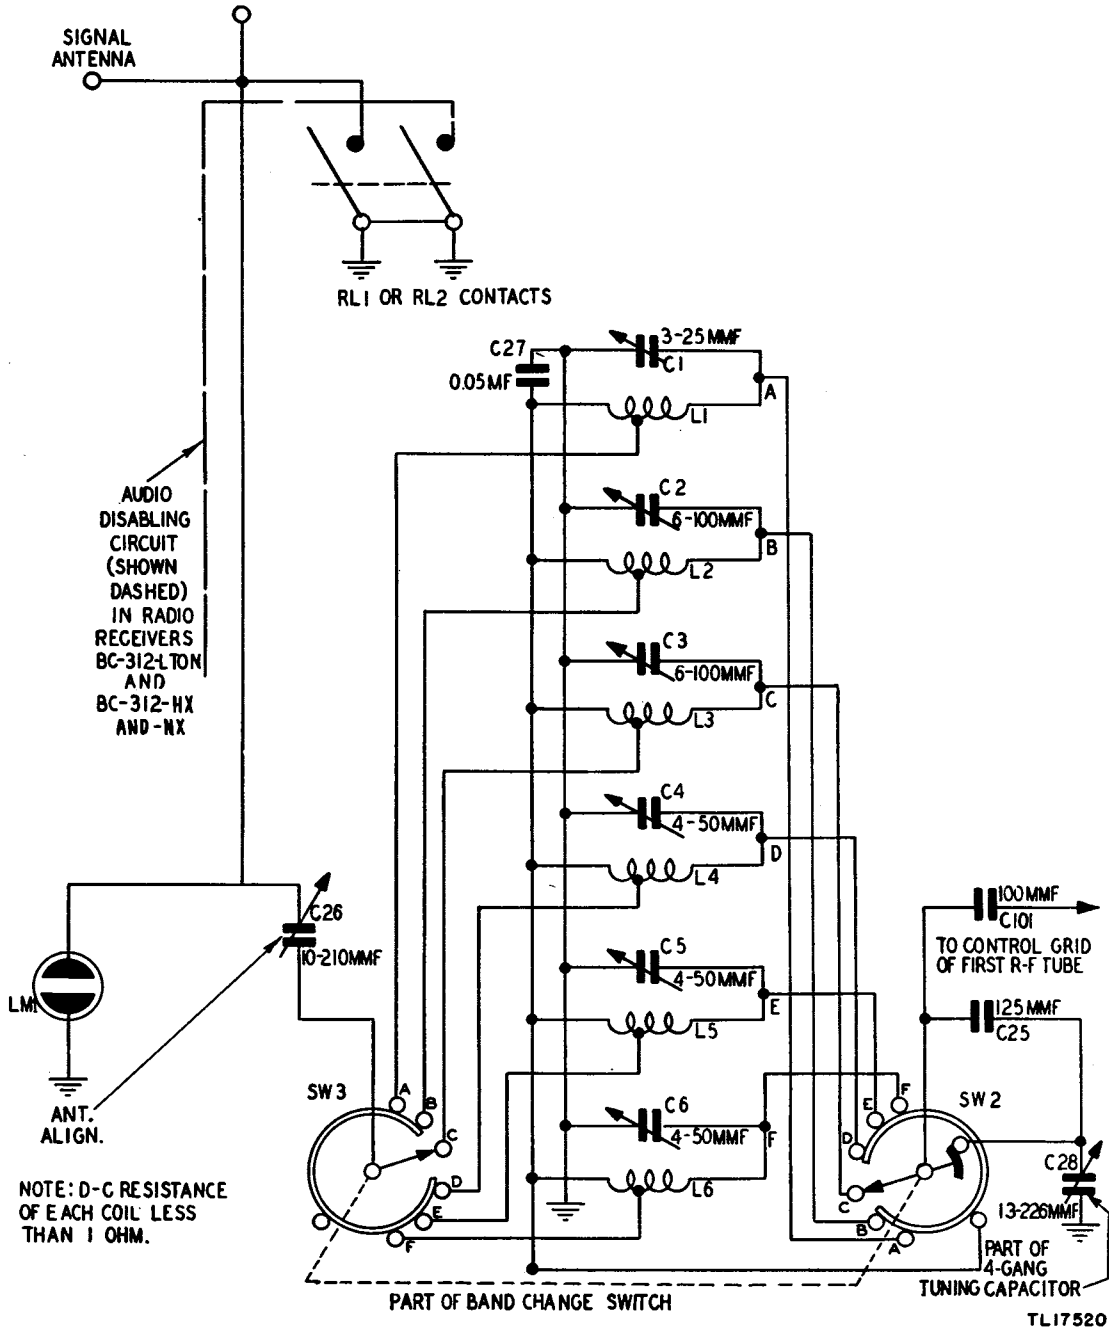 SIGNAL
ANTENNA
RL1 OR RL2 CONTACTS
C27
0.05MF
3-25MMF
C1
A
L1
AUDIO
DISABLING
CIRCUIT
(SHOWN
DASHED)
IN RADIO
RECEIVERS
BC-312-LTON
AND
BC-312-HX
AND-NX
C2
6-100MMF
B
L2
C3
6-100MMF
C
L3
C4
4-50MMF
D
L4
C26
10-210MMF
LM1
C5
4-50MMF
E
L5
100MMF
C101
TO CONTROL GRID
OF FIRST R-F TUBE
125MMF
C25
ANT.
ALIGN.
SW3
A
B
C
D
E
F
C6
4-50MMF
F
L6
F
E
D
C
B
A
SW2
C28
13-226MMF
PART OF
4-GANG
TUNING CAPACITOR
NOTE: D-C RESISTANCE
OF EACH COIL LESS
THAN 1 OHM.
PART OF BAND CHANGE SWITCH
TL17520